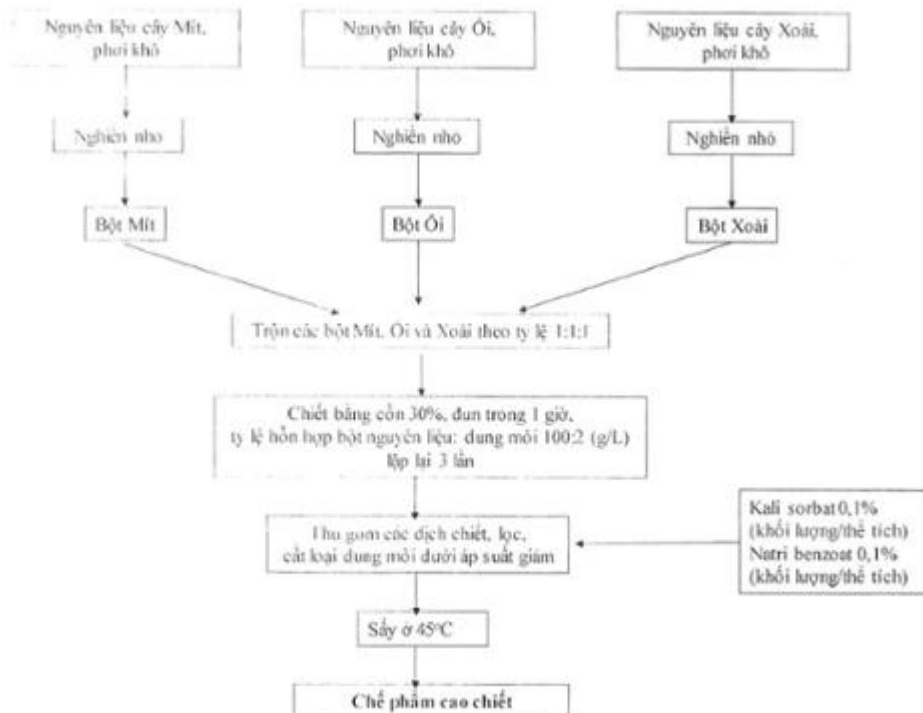 Nguyên liệu cây Mít,
phơi khô
Nguyên liệu cây Ổi,
phơi khô
Nguyên liệu cây Xoài,
phơi khô
Nghiền nhỏ
Nghiền nhỏ
Nghiền nhỏ
Bột Mít
Bột Ổi
Bột Xoài
Trộn các bột Mít, Ổi và Xoài theo tỷ lệ 1:1:1
Chiết bằng cồn 30%, đun trong 1 giờ,
tỷ lệ hỗn hợp bột nguyên liệu: dung môi 100:2 (g/L)
lặp lại 3 lần
Thu gom các dịch chiết, lọc,
cất loại dung môi dưới áp suất giảm
Kali sorbat 0,1%
(khối lượng/thể tích)
Natri benzoat 0,1%
(khối lượng/thể tích)
Sấy ở 45°C
Chế phẩm cao chiết